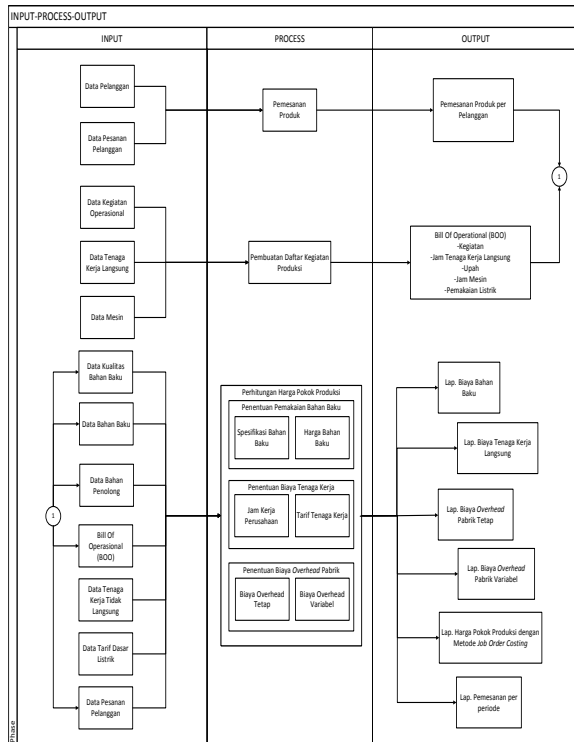 INPUT-PROCESS-OUTPUT
INPUT
PROCESS
OUTPUT
Data Pelanggan
Data Pesanan
Pelanggan
Pemesanan
Produk
Pemesanan Produk per
Pelanggan
1
Data Kegiatan
Operasional
Data Tenaga
Kerja Langsung
Data Mesin
Pembuatan Daftar Kegiatan
Produksi
Bill Of Operational (BOO)
-Kegiatan
-Jam Tenaga Kerja Langsung
-Upah
-Jam Mesin
-Pemakaian Listrik
1
Data Kualitas
Bahan Baku
Data Bahan Baku
Data Bahan
Penolong
Bill Of
Operasional
(BOO)
Data Tenaga
Kerja Tidak
Langsung
Data Tarif Dasar
Listrik
Data Pesanan
Pelanggan
Perhitungan Harga Pokok Produksi
Penentuan Pemakaian Bahan Baku
Spesifikasi Bahan
Baku
Harga Bahan
Baku
Penentuan Biaya Tenaga Kerja
Jam Kerja
Perusahaan
Tarif Tenaga Kerja
Penentuan Biaya Overhead Pabrik
Biaya Overhead
Tetap
Biaya Overhead
Variabel
Lap. Biaya Bahan
Baku
Lap. Biaya Tenaga Kerja
Langsung
Lap. Biaya Overhead
Pabrik Tetap
Lap. Biaya Overhead
Pabrik Variabel
Lap. Harga Pokok Produksi dengan
Metode Job Order Costing
Lap. Pemesanan per
periode
Phase